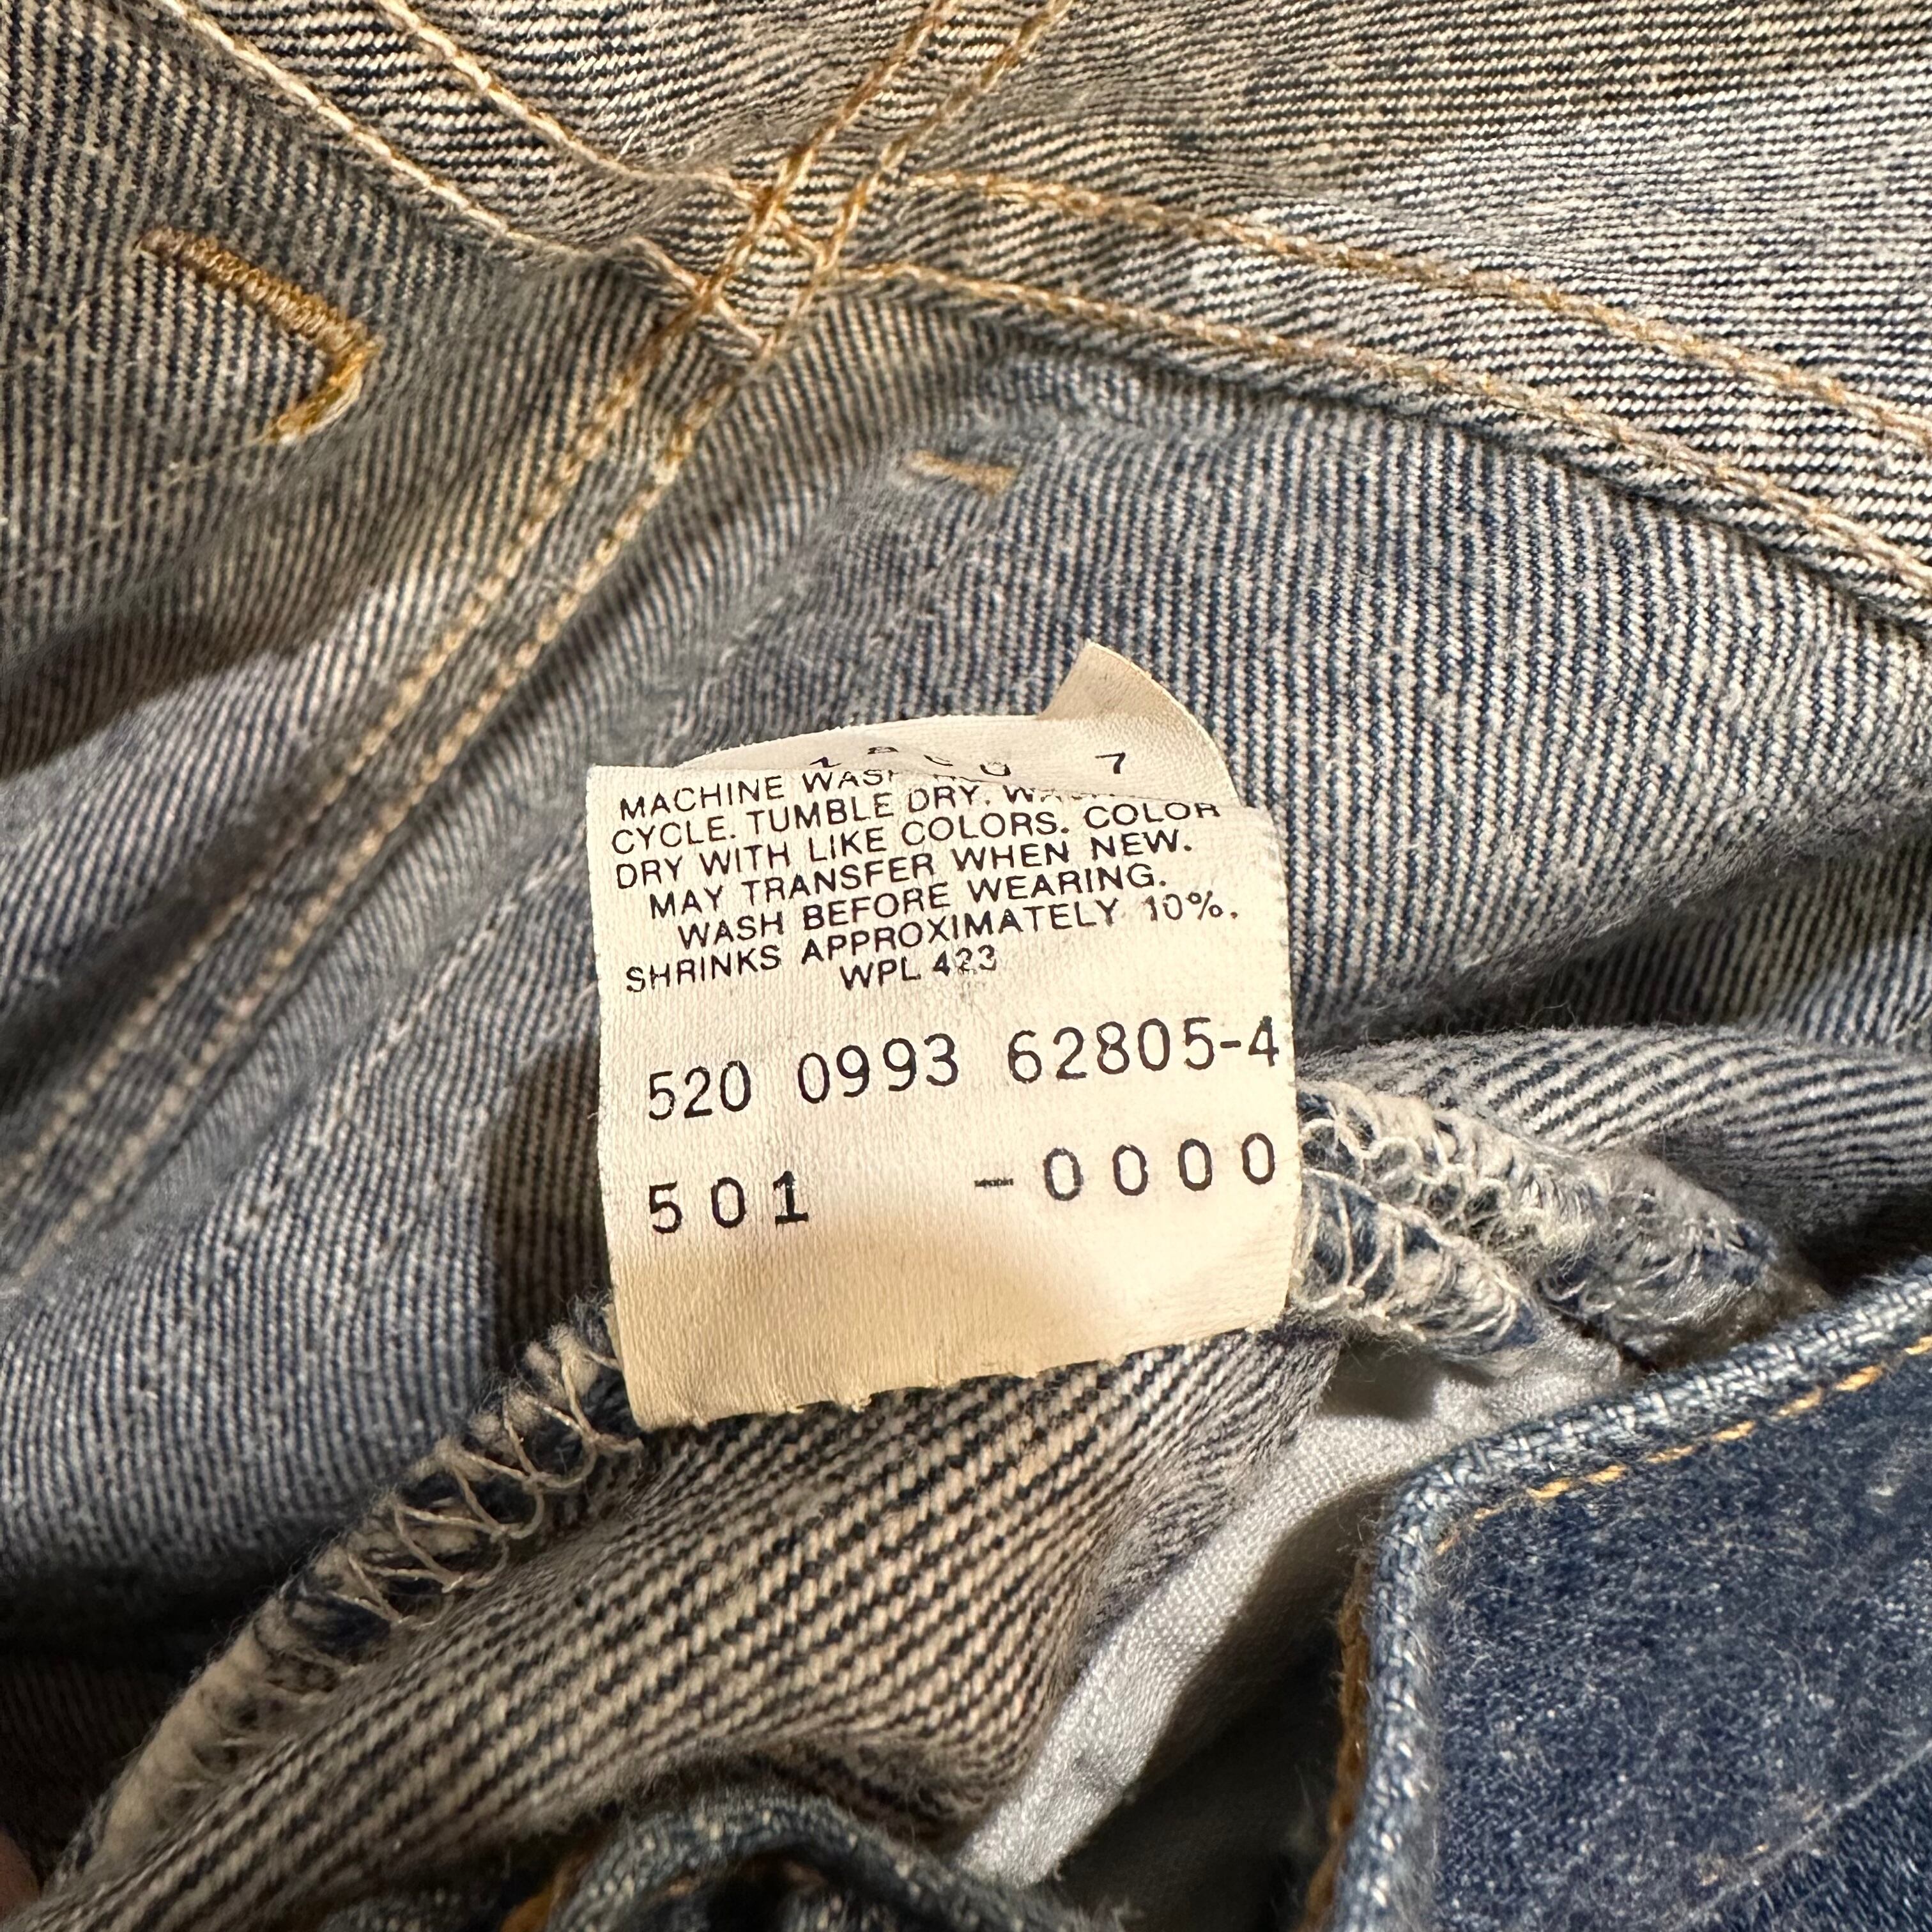 7
MACHINE
CYCLE. TUMBLE DRY.
DRY WITH LIKE COLORS. COLOR
MAY TRANSFER WHEN NEW.
WASH BEFORE WEARING.
SHRINKS APPROXIMATELY 10%.
WPL 423
520 0993 62805-4
501 -0000